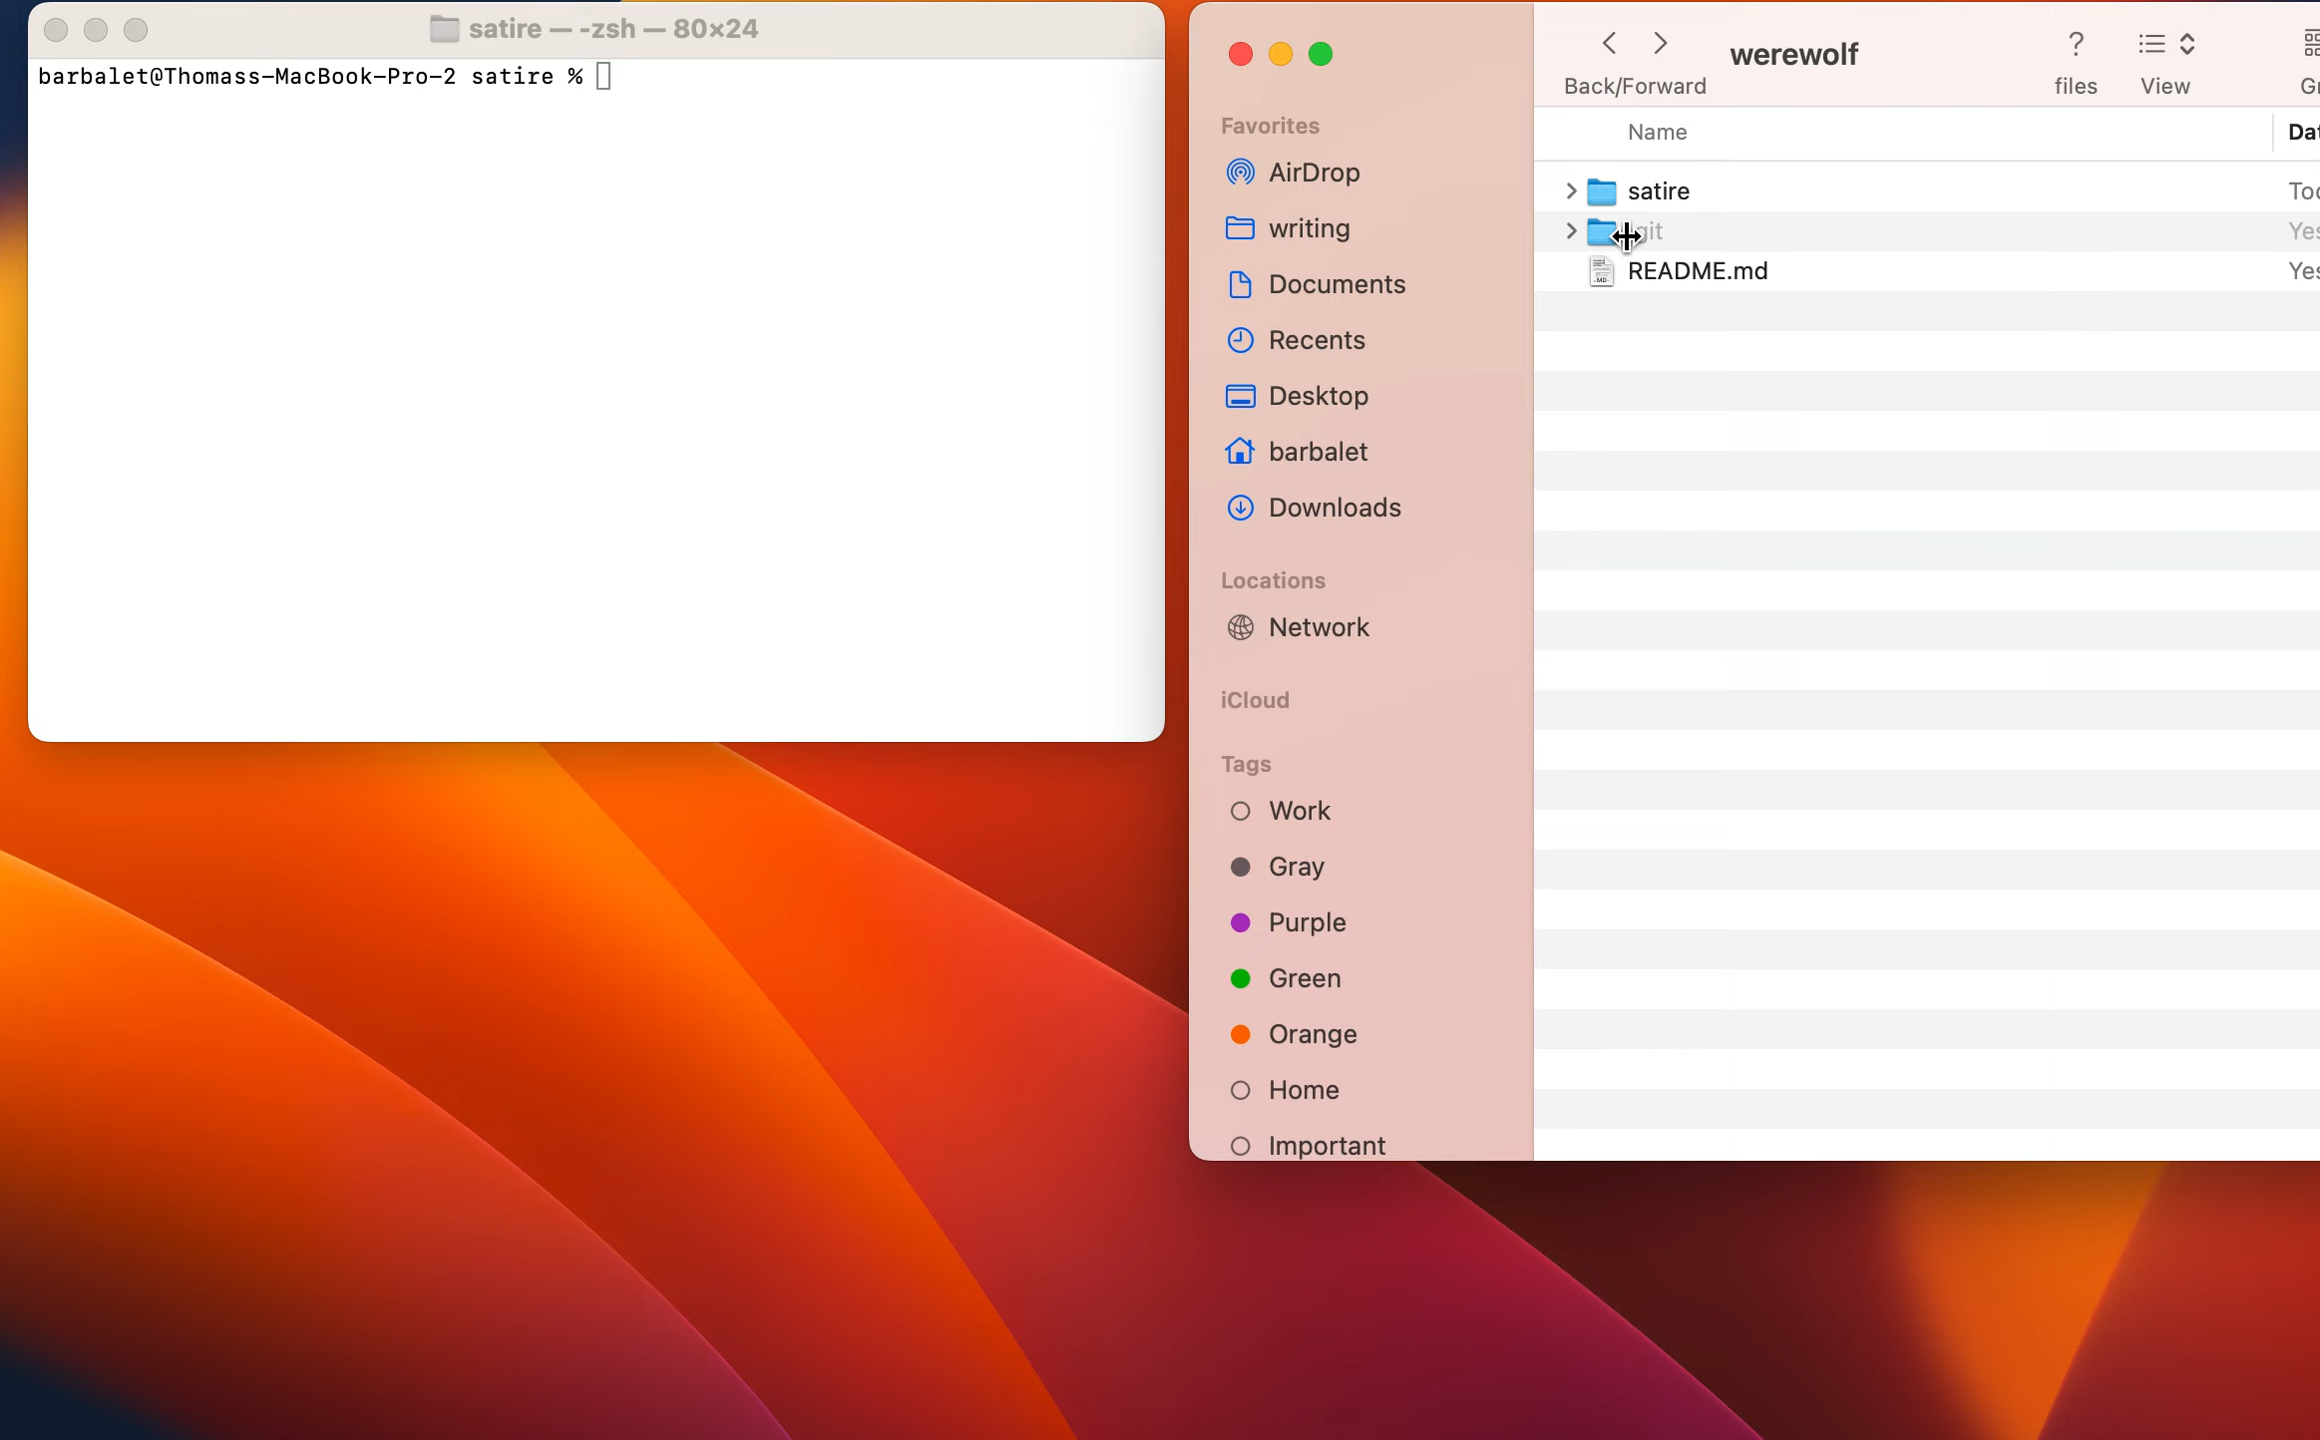 satire — -zsh — 80×24
barbalet@Thomass-MacBook-Pro-2 satire %
werewolf
Back/Forward
files
View
Favorites
AirDrop
writing
Documents
Recents
Desktop
barbalet
Downloads
Locations
Network
iCloud
Tags
Work
Gray
Purple
Green
Orange
Home
Important
Name
satire
git
README.md